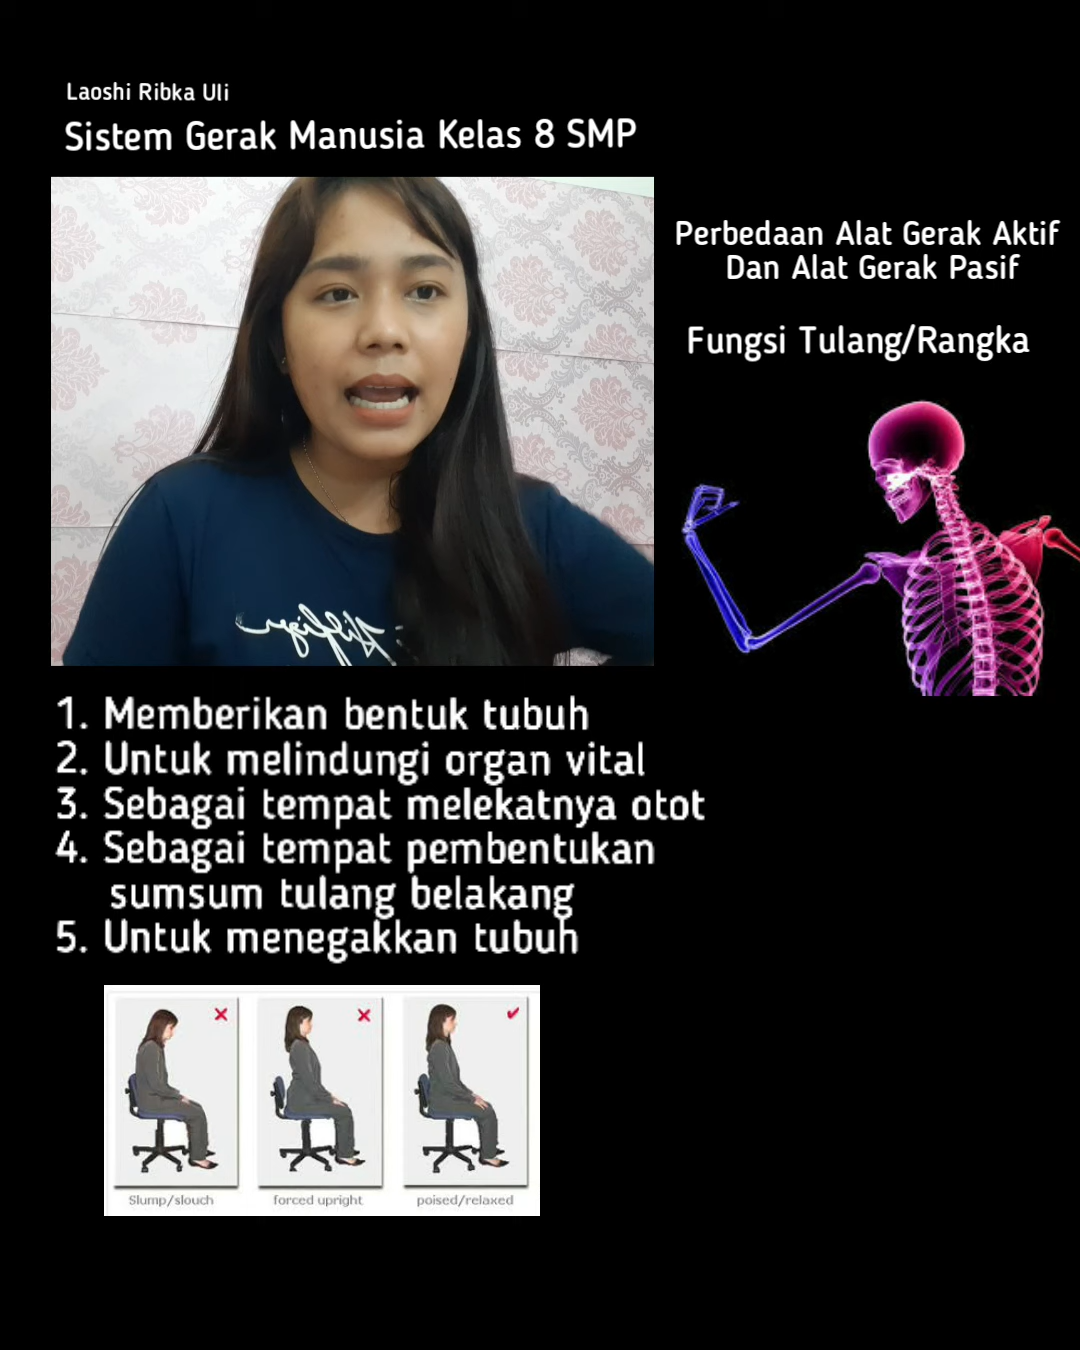 Laoshi Ribka Uli
Sistem Gerak Manusia Kelas 8 SMP
Perbedaan Alat Gerak Aktif
Dan Alat Gerak Pasif
Fungsi Tulang/Rangka
1. Memberikan bentuk tubuh
2. Untuk melindungi organ vital
3. Sebagai tempat melekatnya otot
4. Sebagai tempat pembentukan
sumsum tulang belakang
5. Untuk menegakkan tubuh
Slump/slouch
forced upright
poised/relaxed